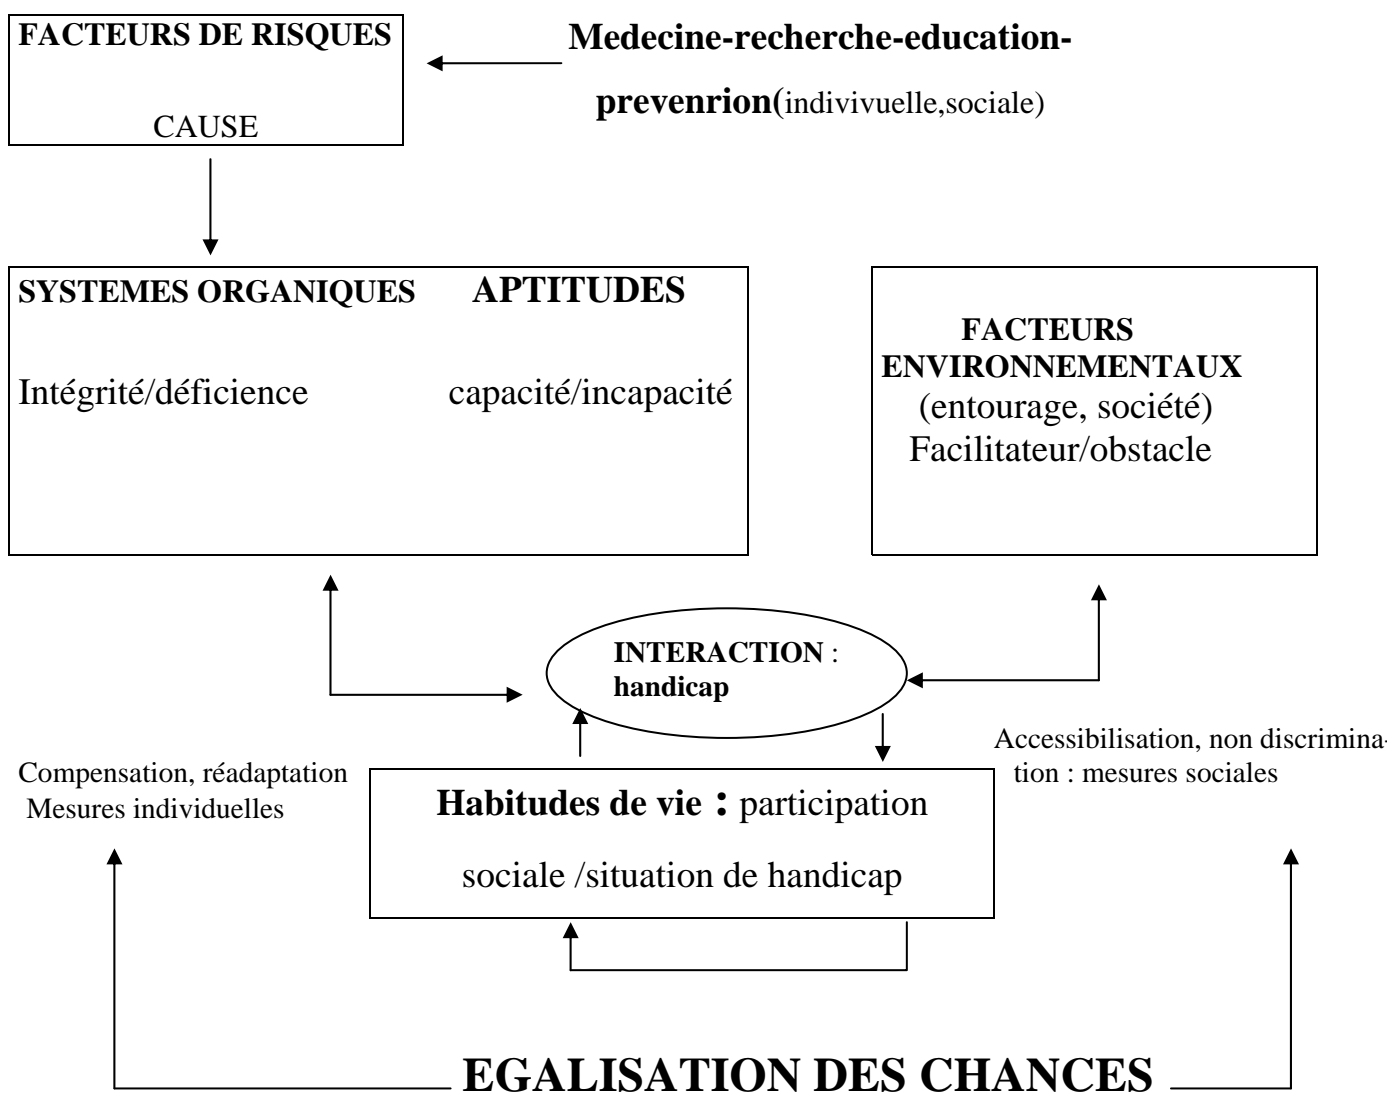 FACTEURS DE RISQUES
CAUSE
Medecine-recherche-education-
prevenrion(indivivuelle,sociale)
SYSTEMES ORGANIQUES APTITUDES
Intégrité/déficience capacité/incapacité
FACTEURS
ENVIRONNEMENTAUX
(entourage, société)
Facilitateur/obstacle
INTERACTION :
handicap
Compensation, réadaptation
Mesures individuelles
Accessibilisation, non discrimina-
tion : mesures sociales
Habitudes de vie : participation
sociale /situation de handicap
EGALISATION DES CHANCES